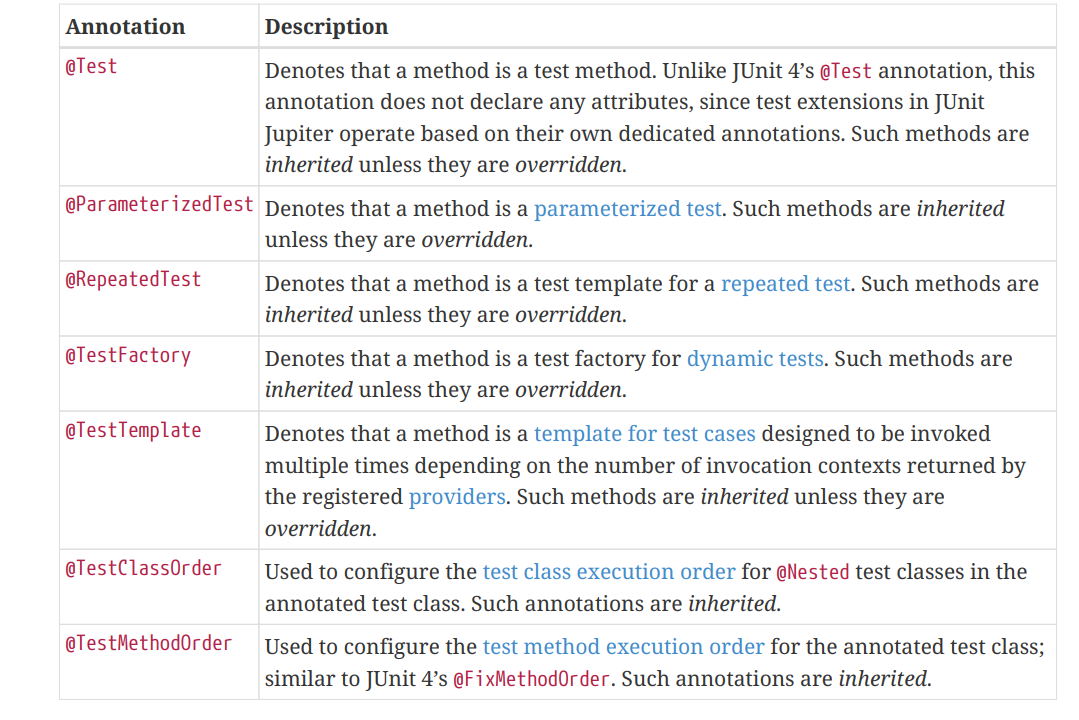 Annotation Description
@Test
Denotes that a method is a test method. Unlike JUnit 4’s @Test annotation, this
annotation does not declare any attributes, since test extensions in JUnit
Jupiter operate based on their own dedicated annotations. Such methods are
inherited unless they are overridden.
@ParameterizedTest
Denotes that a method is a parameterized test. Such methods are inherited
unless they are overridden.
@RepeatedTest
Denotes that a method is a test template for a repeated test. Such methods are
inherited unless they are overridden.
@TestFactory
Denotes that a method is a test factory for dynamic tests. Such methods are
inherited unless they are overridden.
@TestTemplate
Denotes that a method is a template for test cases designed to be invoked
multiple times depending on the number of invocation contexts returned by
the registered providers. Such methods are inherited unless they are
overridden.
@TestClassOrder
Used to configure the test class execution order for @Nested test classes in the
annotated test class. Such annotations are inherited.
@TestMethodOrder
Used to configure the test method execution order for the annotated test class;
similar to JUnit 4’s @FixMethodOrder. Such annotations are inherited.